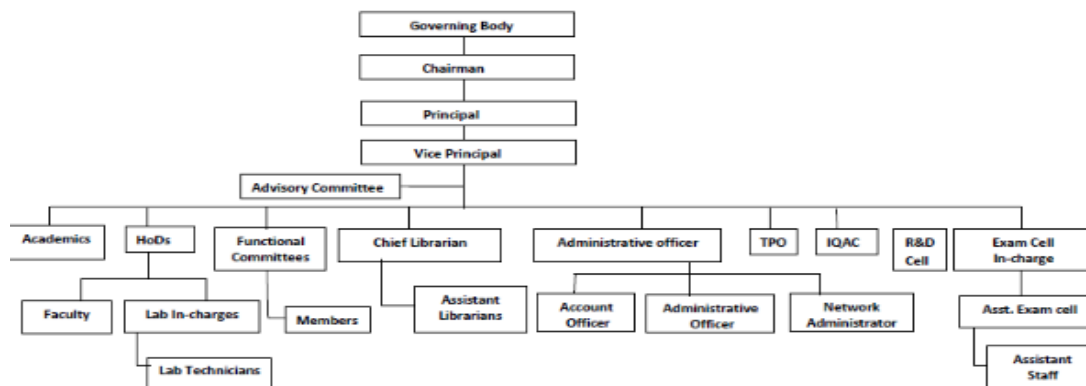 Governing Body
Chairman
Principal
Vice Principal
Advisory Committee
Academics
HoDs
Functional
Committees
Chief Librarian
Administrative officer
TPO
IQAC
R&D
Cell
Exam Cell
In-charge
Faculty
Lab In-charges
Members
Assistant
Librarians
Account
Officer
Administrative
Officer
Network
Administrator
Asst. Exam cell
Lab Technicians
Assistant
Staff